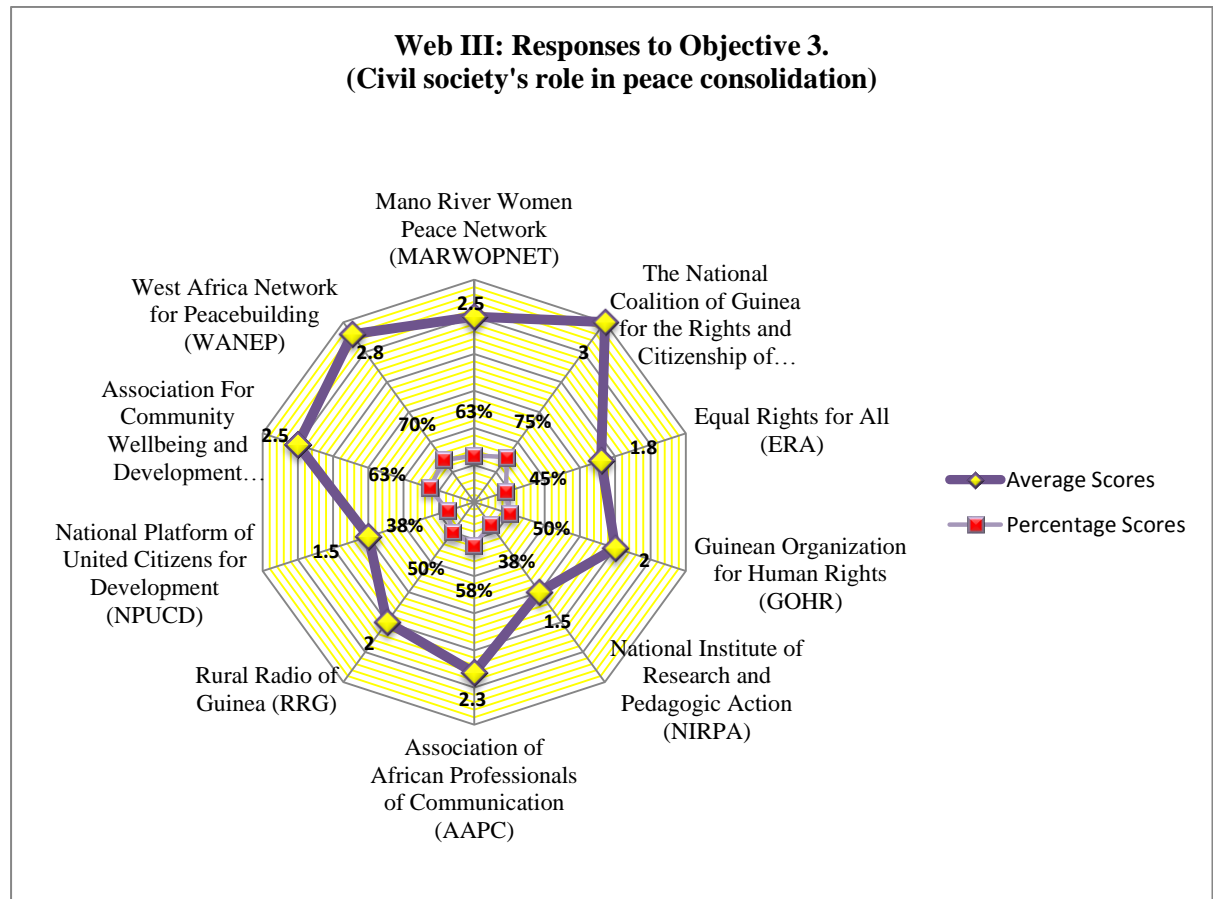 Web III: Responses to Objective 3.
(Civil society's role in peace consolidation)
Mano River Women
Peace Network
(MARWOPNET)
The National
Coalition of Guinea
for the Rights and
Citizenship of…
Equal Rights for All
(ERA)
Guinean Organization
for Human Rights
(GOHR)
National Institute of
Research and
Pedagogic Action
(NIRPA)
Association of
African Professionals
of Communication
(AAPC)
Rural Radio of
Guinea (RRG)
National Platform of
United Citizens for
Development
(NPUCD)
Association For
Community
Wellbeing and
Development…
West Africa Network
for Peacebuilding
(WANEP)
2.5
3
1.8
2
1.5
2.3
2
1.5
2.5
2.8
63%
75%
45%
50%
38%
58%
50%
38%
63%
70%
Average Scores
Percentage Scores